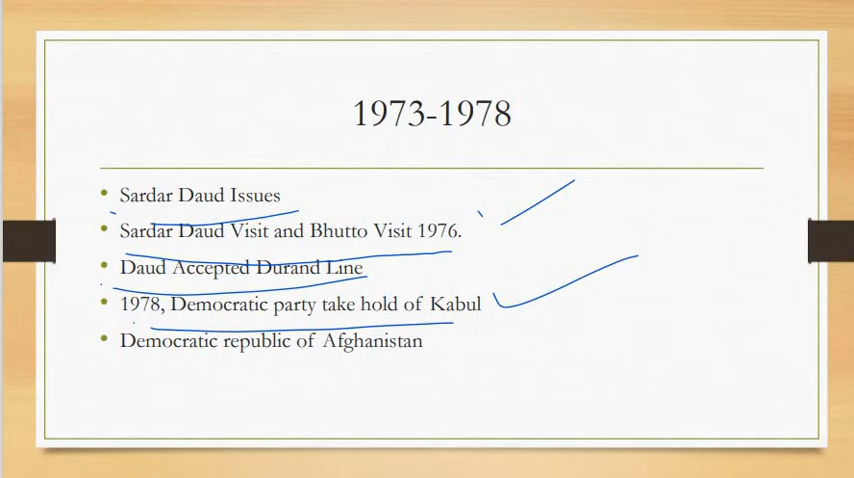 1973-1978
• Sardar Daud Issues
• Sardar Daud Visit and Bhutto Visit 1976.
• Daud Accepted Durand Line
• 1978, Democratic party take hold of Kabul
• Democratic republic of Afghanistan